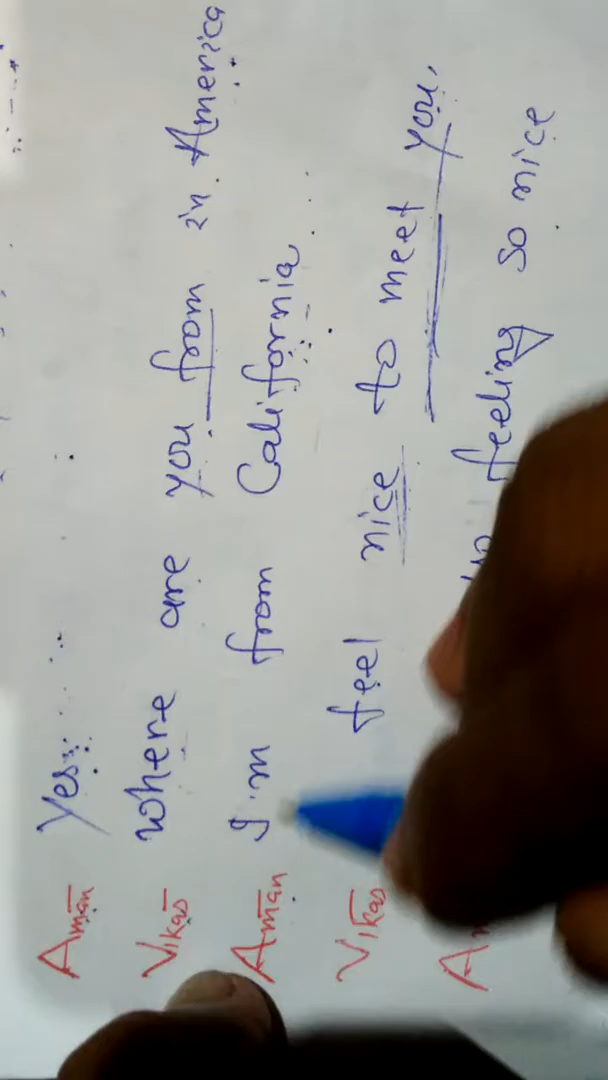 Aman Yes
Vikas where are you from in America
Aman I'm from California
Vikas feel nice to meet you,
feeling so nice